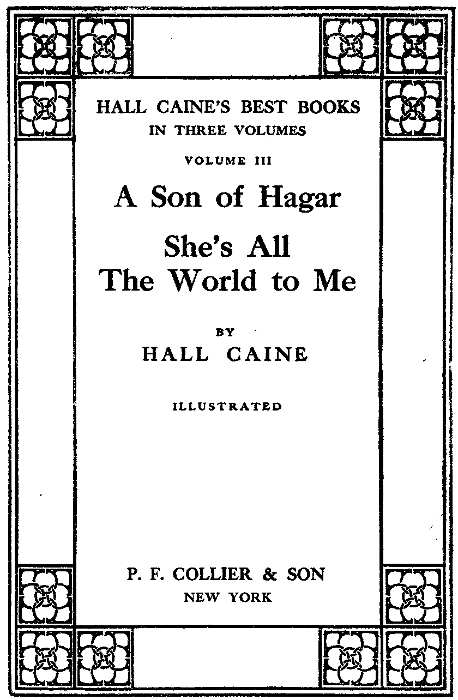 HALL CAINE'S BEST BOOKS
IN THREE VOLUMES
VOLUME III
A Son of Hagar
She's All
The World to Me
BY
HALL CAINE
ILLUSTRATED
P. F. COLLIER & SON
NEW YORK